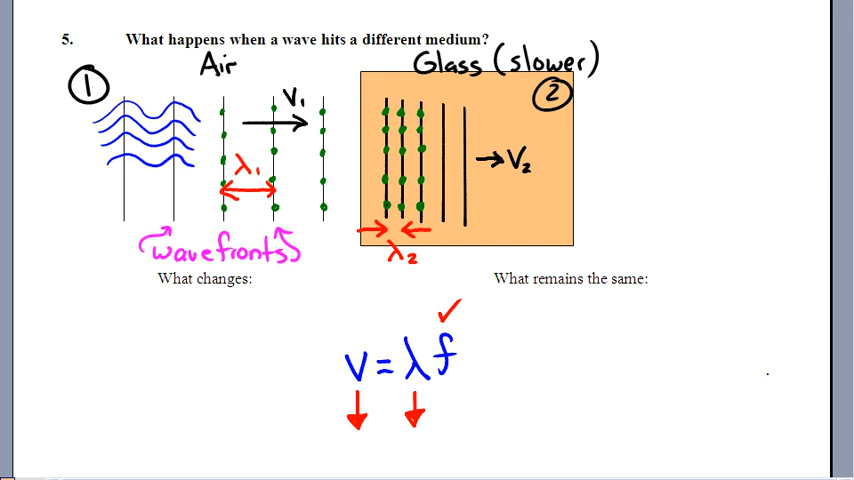 5. What happens when a wave hits a different medium?
Air
Glass (slower)
1
2
V₁
λ₁
→V₂
wavefronts
λ₂
What changes:
What remains the same:
✓
v = λf